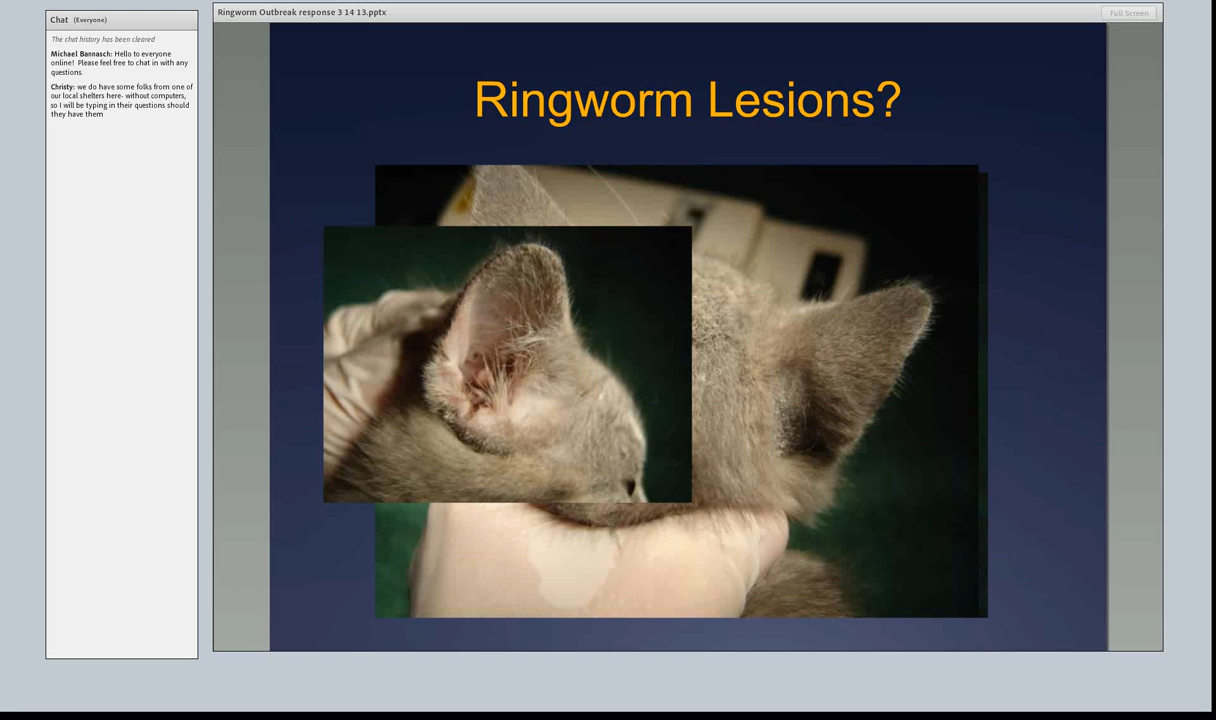 Chat (Everyone)
The chat history has been cleared
Michael Bannasch: Hello to everyone
online! Please feel free to chat in with any
questions.
Christy: we do have some folks from one of
our local shelters here- without computers,
so I will be typing in their questions should
they have them
Ringworm Outbreak response 3 14 13.pptx
Full Screen
Ringworm Lesions?